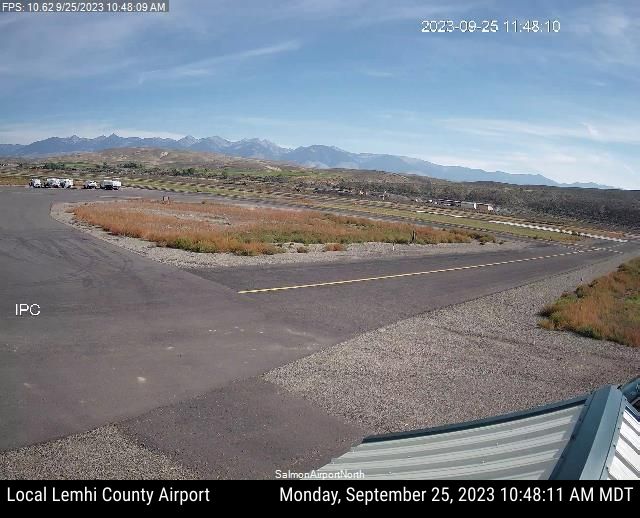 FPS: 10.62 9/25/2023 10:48:09 AM
2023-09-25 11:48:10
IPC
SalmonAirportNorth
Local Lemhi County Airport Monday, September 25, 2023 10:48:11 AM MDT